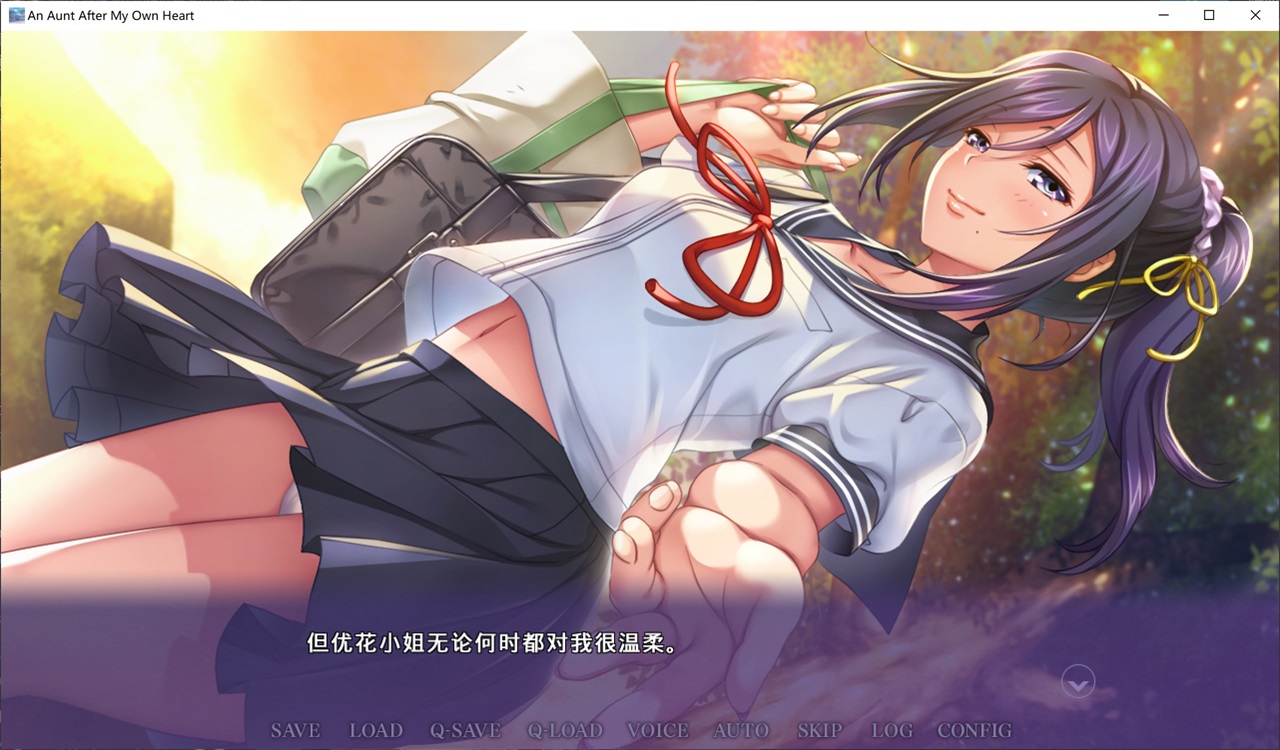 An Aunt After My Own Heart
但优花小姐无论何时都对我很温柔。
SAVE LOAD Q-SAVE Q-LOAD VOICE AUTO SKIP LOG CONFIG